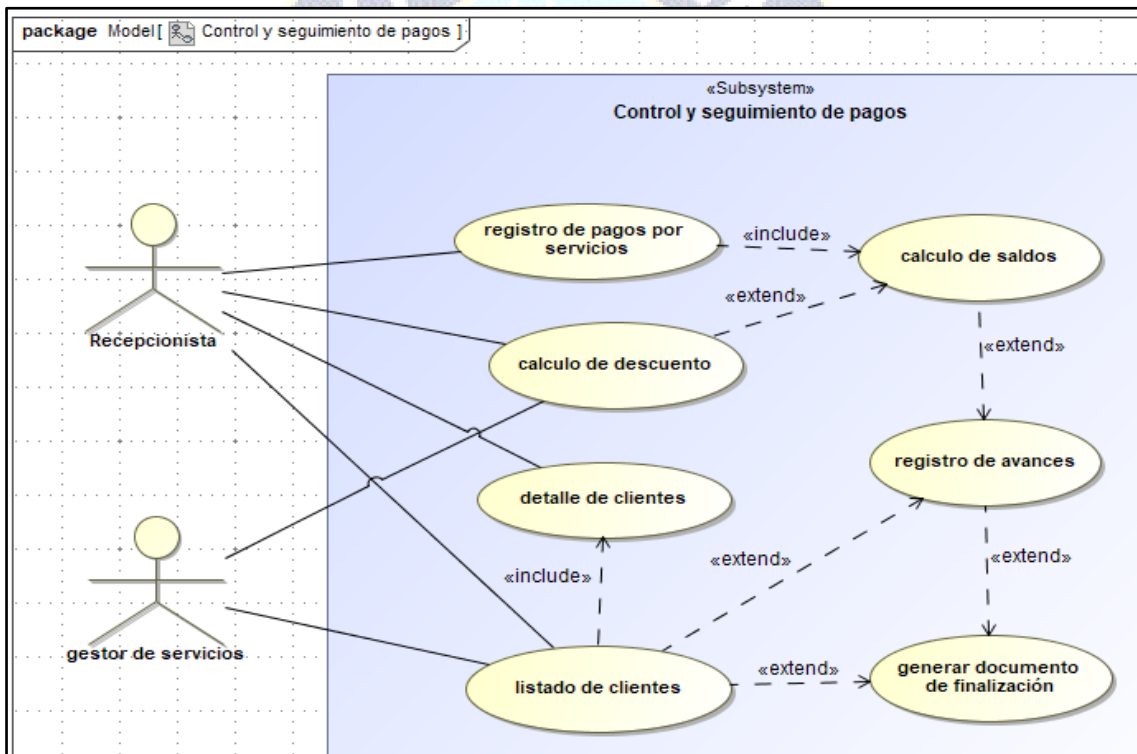 package Model[ Control y seguimiento de pagos ]
«Subsystem»
Control y seguimiento de pagos
registro de pagos por
servicios
«include»
calculo de saldos
«extend»
Recepcionista
calculo de descuento
«extend»
registro de avances
detalle de clientes
«include»
«extend»
«extend»
gestor de servicios
listado de clientes
«extend»
generar documento
de finalización